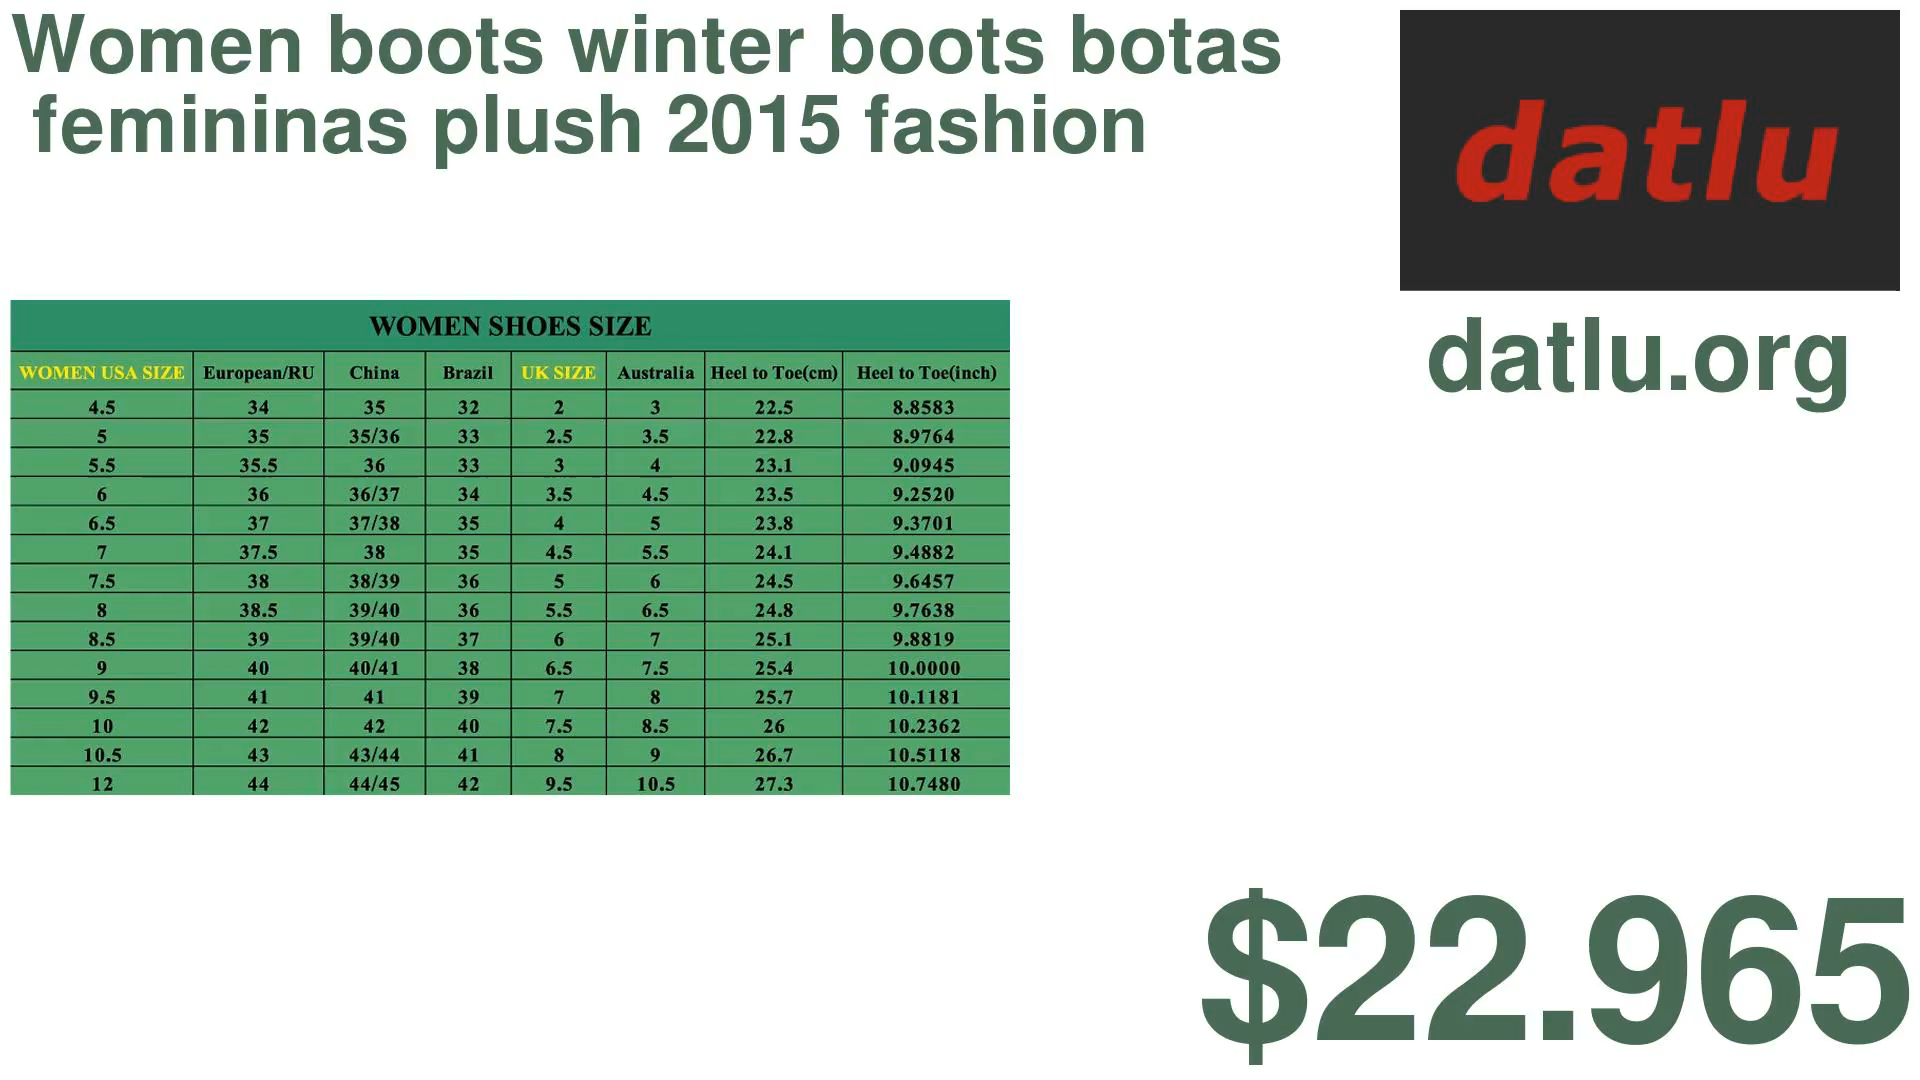 Women boots winter boots botas
femininas plush 2015 fashion
datlu
datlu.org
WOMEN SHOES SIZE
WOMEN USA SIZE European/RU China Brazil UK SIZE Australia Heel to Toe(cm) Heel to Toe(inch)
4.5 34 35 32 2 3 22.5 8.8583
5 35 35/36 33 2.5 3.5 22.8 8.9764
5.5 35.5 36 33 3 4 23.1 9.0945
6 36 36/37 34 3.5 4.5 23.5 9.2520
6.5 37 37/38 35 4 5 23.8 9.3701
7 37.5 38 35 4.5 5.5 24.1 9.4882
7.5 38 38/39 36 5 6 24.5 9.6457
8 38.5 39/40 36 5.5 6.5 24.8 9.7638
8.5 39 39/40 37 6 7 25.1 9.8819
9 40 40/41 38 6.5 7.5 25.4 10.0000
9.5 41 41 39 7 8 25.7 10.1181
10 42 42 40 7.5 8.5 26 10.2362
10.5 43 43/44 41 8 9 26.7 10.5118
12 44 44/45 42 9.5 10.5 27.3 10.7480
$22.965